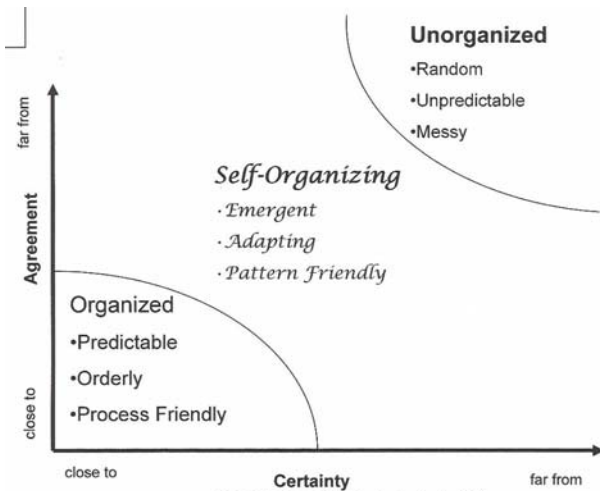 Unorganized
•Random
•Unpredictable
•Messy
far from
Self-Organizing
·Emergent
·Adapting
·Pattern Friendly
Agreement
Organized
•Predictable
•Orderly
•Process Friendly
close to
close to
Certainty
far from